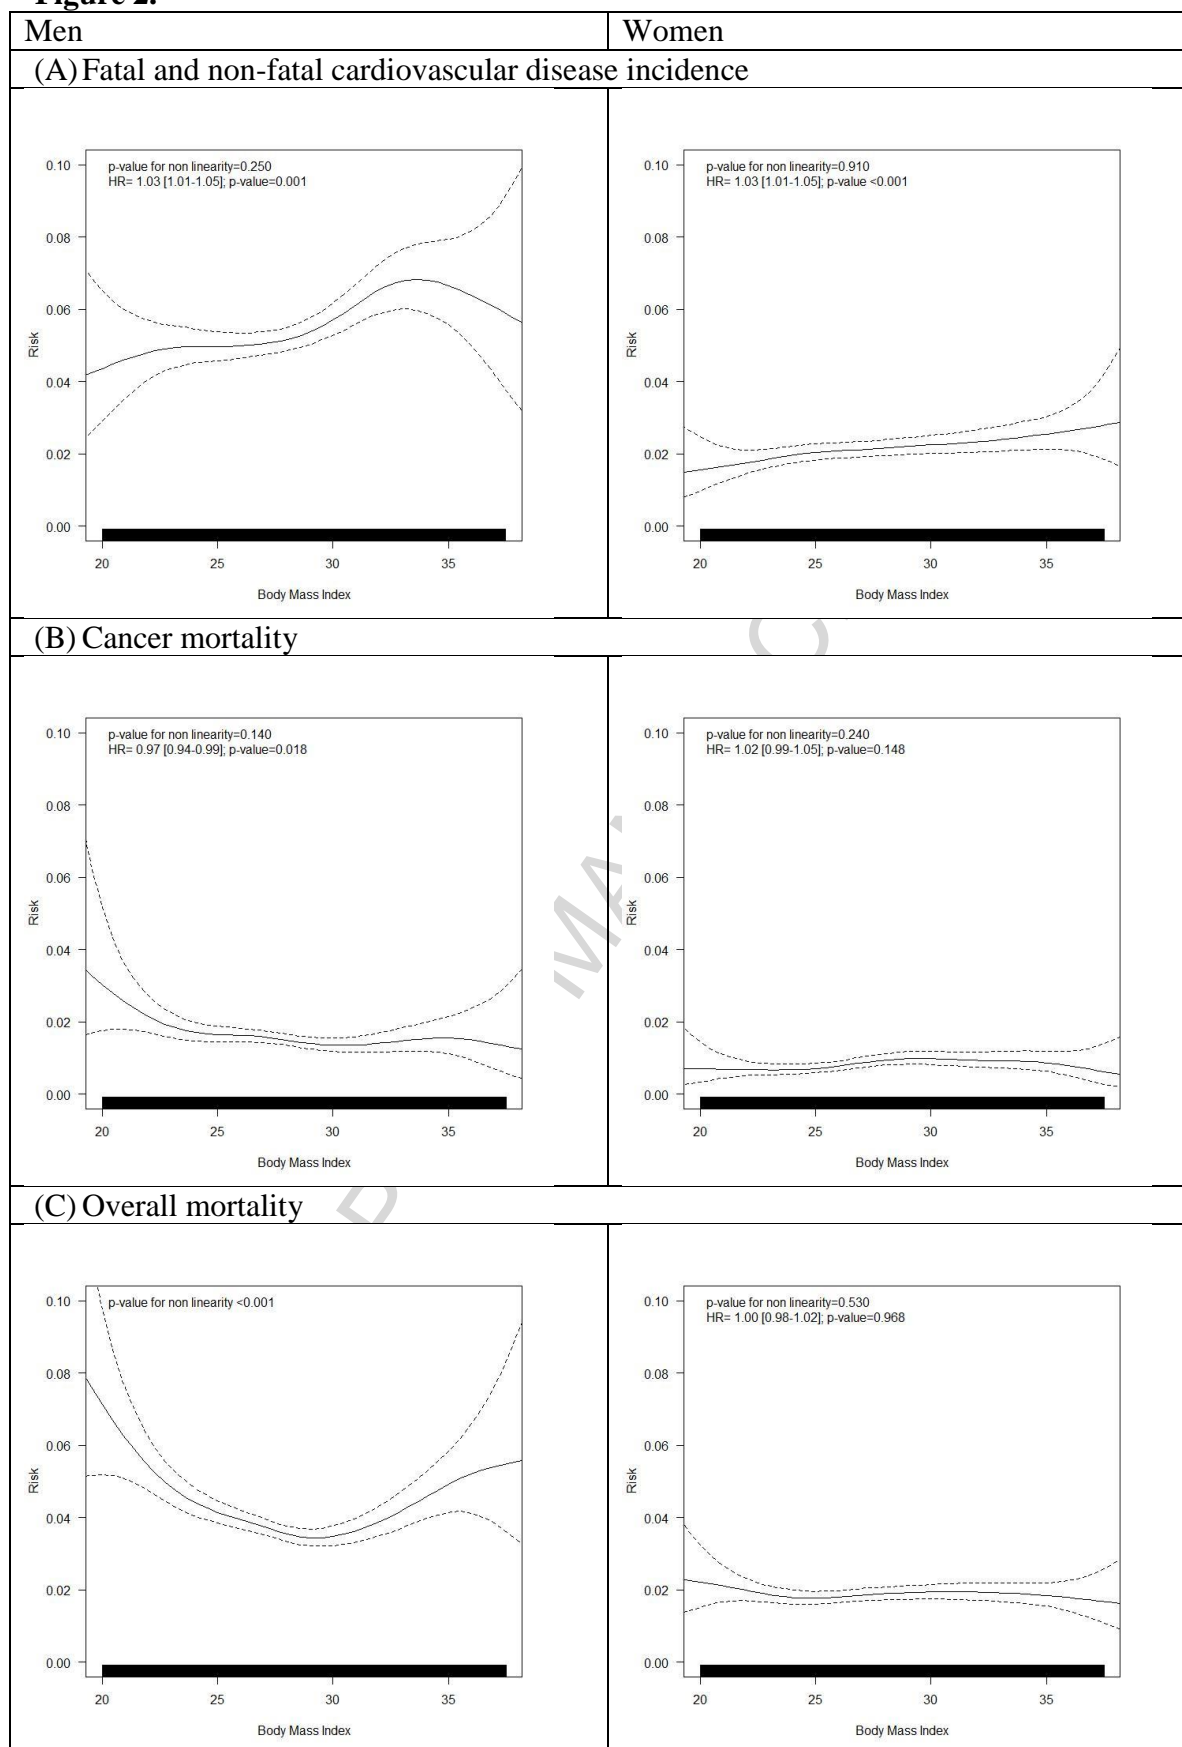 Figure 2.
Men Women
(A) Fatal and non-fatal cardiovascular disease incidence
p-value for non linearity=0.250
HR= 1.03 [1.01-1.05]; p-value=0.001
0.10
0.08
0.06
0.04
0.02
0.00
Risk
20 25 30 35
Body Mass Index
p-value for non linearity=0.910
HR= 1.03 [1.01-1.05]; p-value <0.001
0.10
0.08
0.06
0.04
0.02
0.00
Risk
20 25 30 35
Body Mass Index
(B) Cancer mortality
p-value for non linearity=0.140
HR= 0.97 [0.94-0.99]; p-value=0.018
0.10
0.08
0.06
0.04
0.02
0.00
Risk
20 25 30 35
Body Mass Index
p-value for non linearity=0.240
HR= 1.02 [0.99-1.05]; p-value=0.148
0.10
0.08
0.06
0.04
0.02
0.00
Risk
20 25 30 35
Body Mass Index
(C) Overall mortality
p-value for non linearity <0.001
0.10
0.08
0.06
0.04
0.02
0.00
Risk
20 25 30 35
Body Mass Index
p-value for non linearity=0.530
HR= 1.00 [0.98-1.02]; p-value=0.968
0.10
0.08
0.06
0.04
0.02
0.00
Risk
20 25 30 35
Body Mass Index